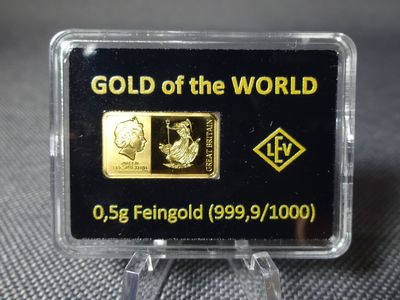 GOLD of the WORLD
GREAT BRITAIN
LEV
0,5g Feingold (999,9/1000)